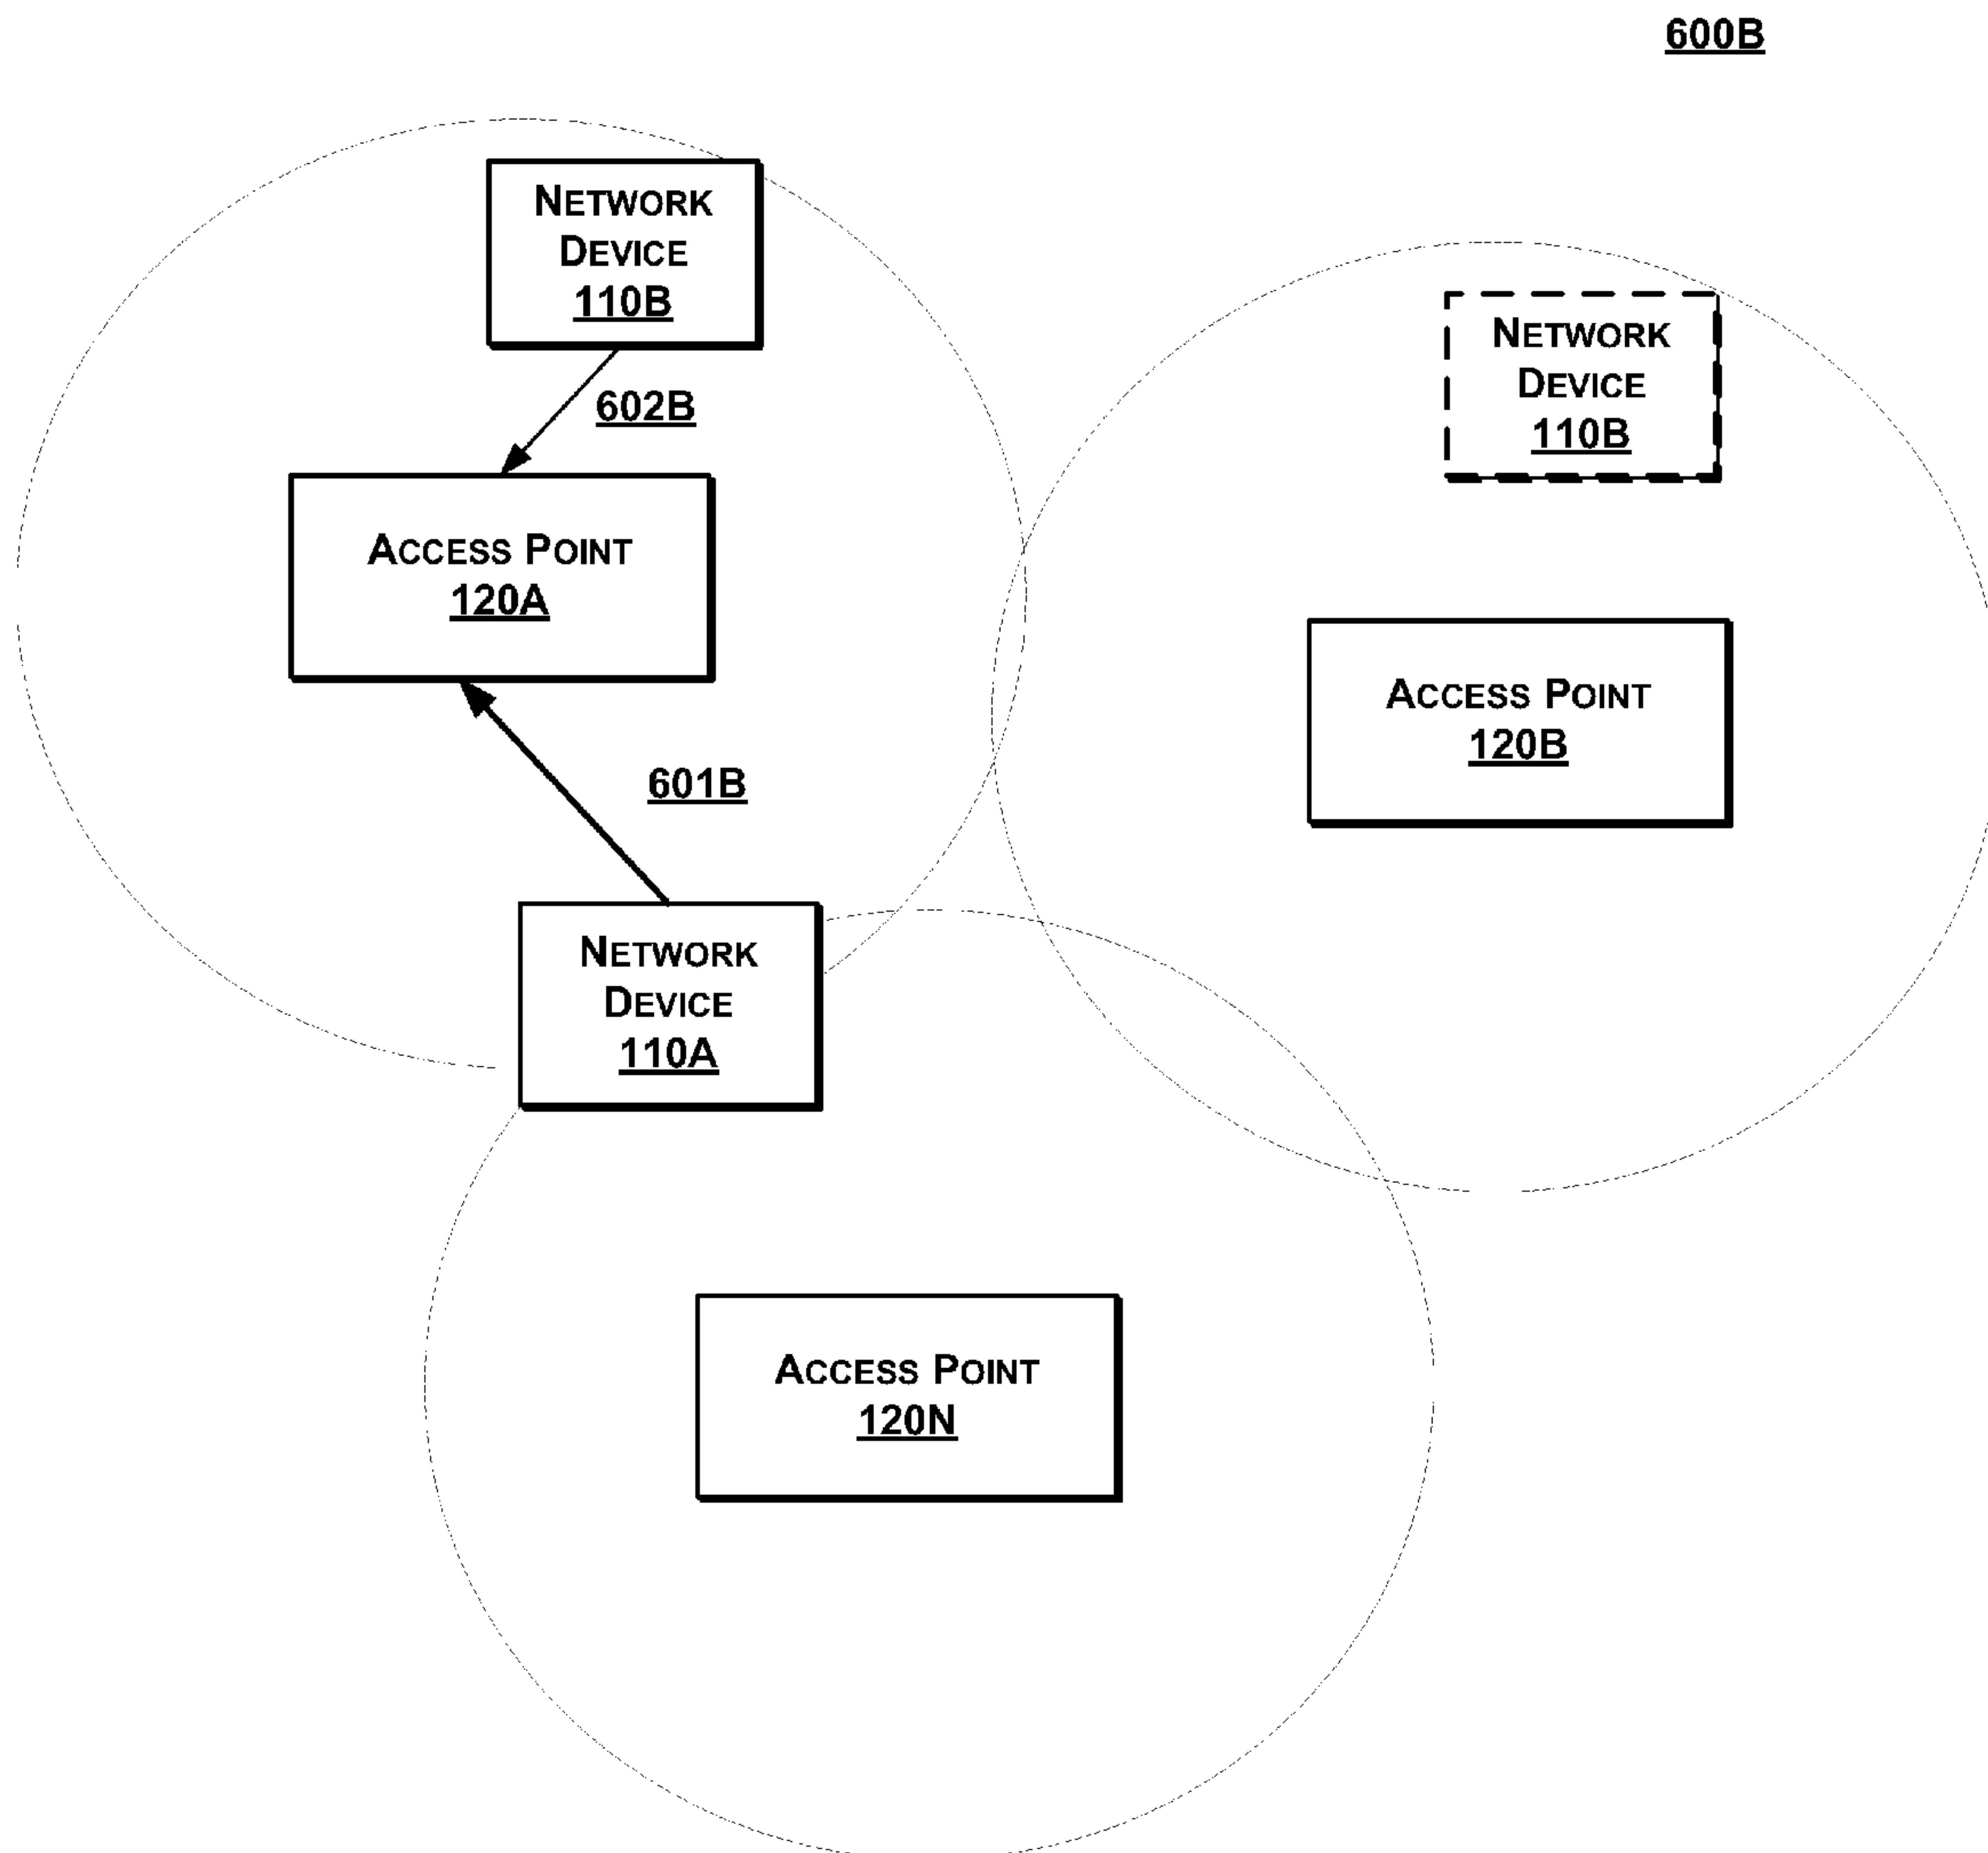 600B
NETWORK
DEVICE
110B
602B
ACCESS POINT
120A
601B
NETWORK
DEVICE
110A
NETWORK
DEVICE
110B
ACCESS POINT
120B
ACCESS POINT
120N